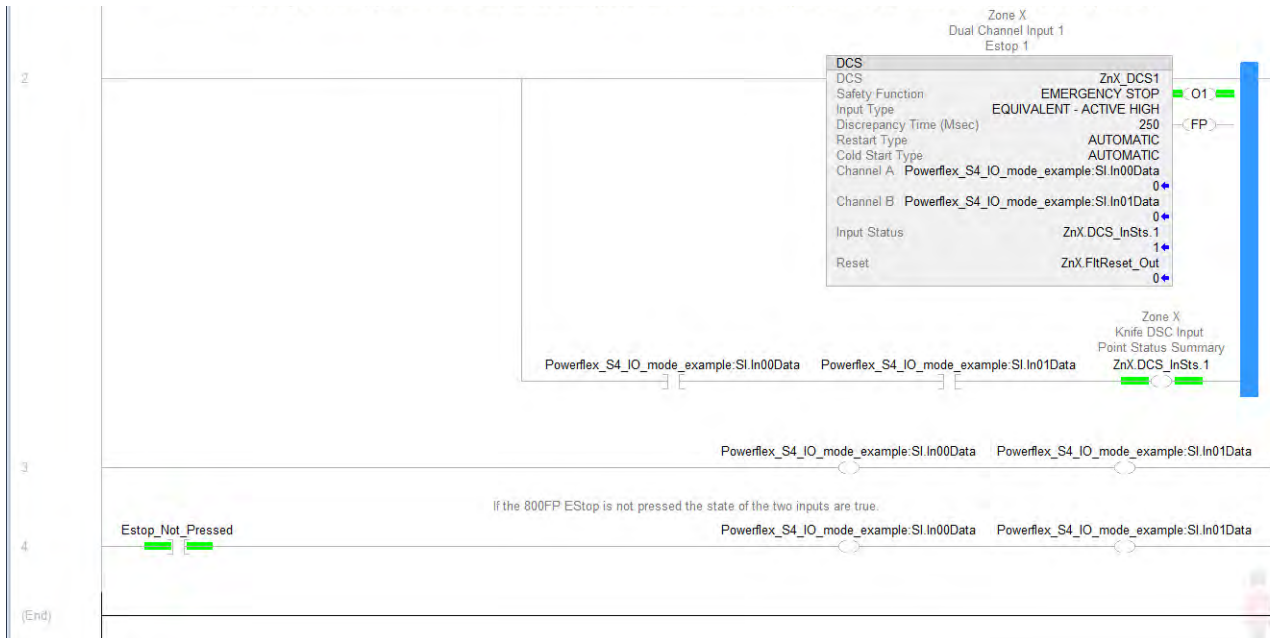 Zone X
Dual Channel Input 1
Estop 1
2
DCS
DCS ZnX_DCS1
Safety Function EMERGENCY STOP
O1
Input Type EQUIVALENT - ACTIVE HIGH
Discrepancy Time (Msec) 250
FP
Restart Type AUTOMATIC
Cold Start Type AUTOMATIC
Channel A Powerflex_S4_IO_mode_example:SI.In00Data
0
Channel B Powerflex_S4_IO_mode_example:SI.In01Data
0
Input Status ZnX.DCS_InSts.1
1
Reset ZnX.FltReset_Out
0
Zone X
Knife DSC Input
Point Status Summary
Powerflex_S4_IO_mode_example:SI.In00Data Powerflex_S4_IO_mode_example:SI.In01Data ZnX.DCS_InSts.1
Powerflex_S4_IO_mode_example:SI.In00Data Powerflex_S4_IO_mode_example:SI.In01Data
3
If the 800FP EStop is not pressed the state of the two inputs are true.
Estop_Not_Pressed Powerflex_S4_IO_mode_example:SI.In00Data Powerflex_S4_IO_mode_example:SI.In01Data
4
(End)